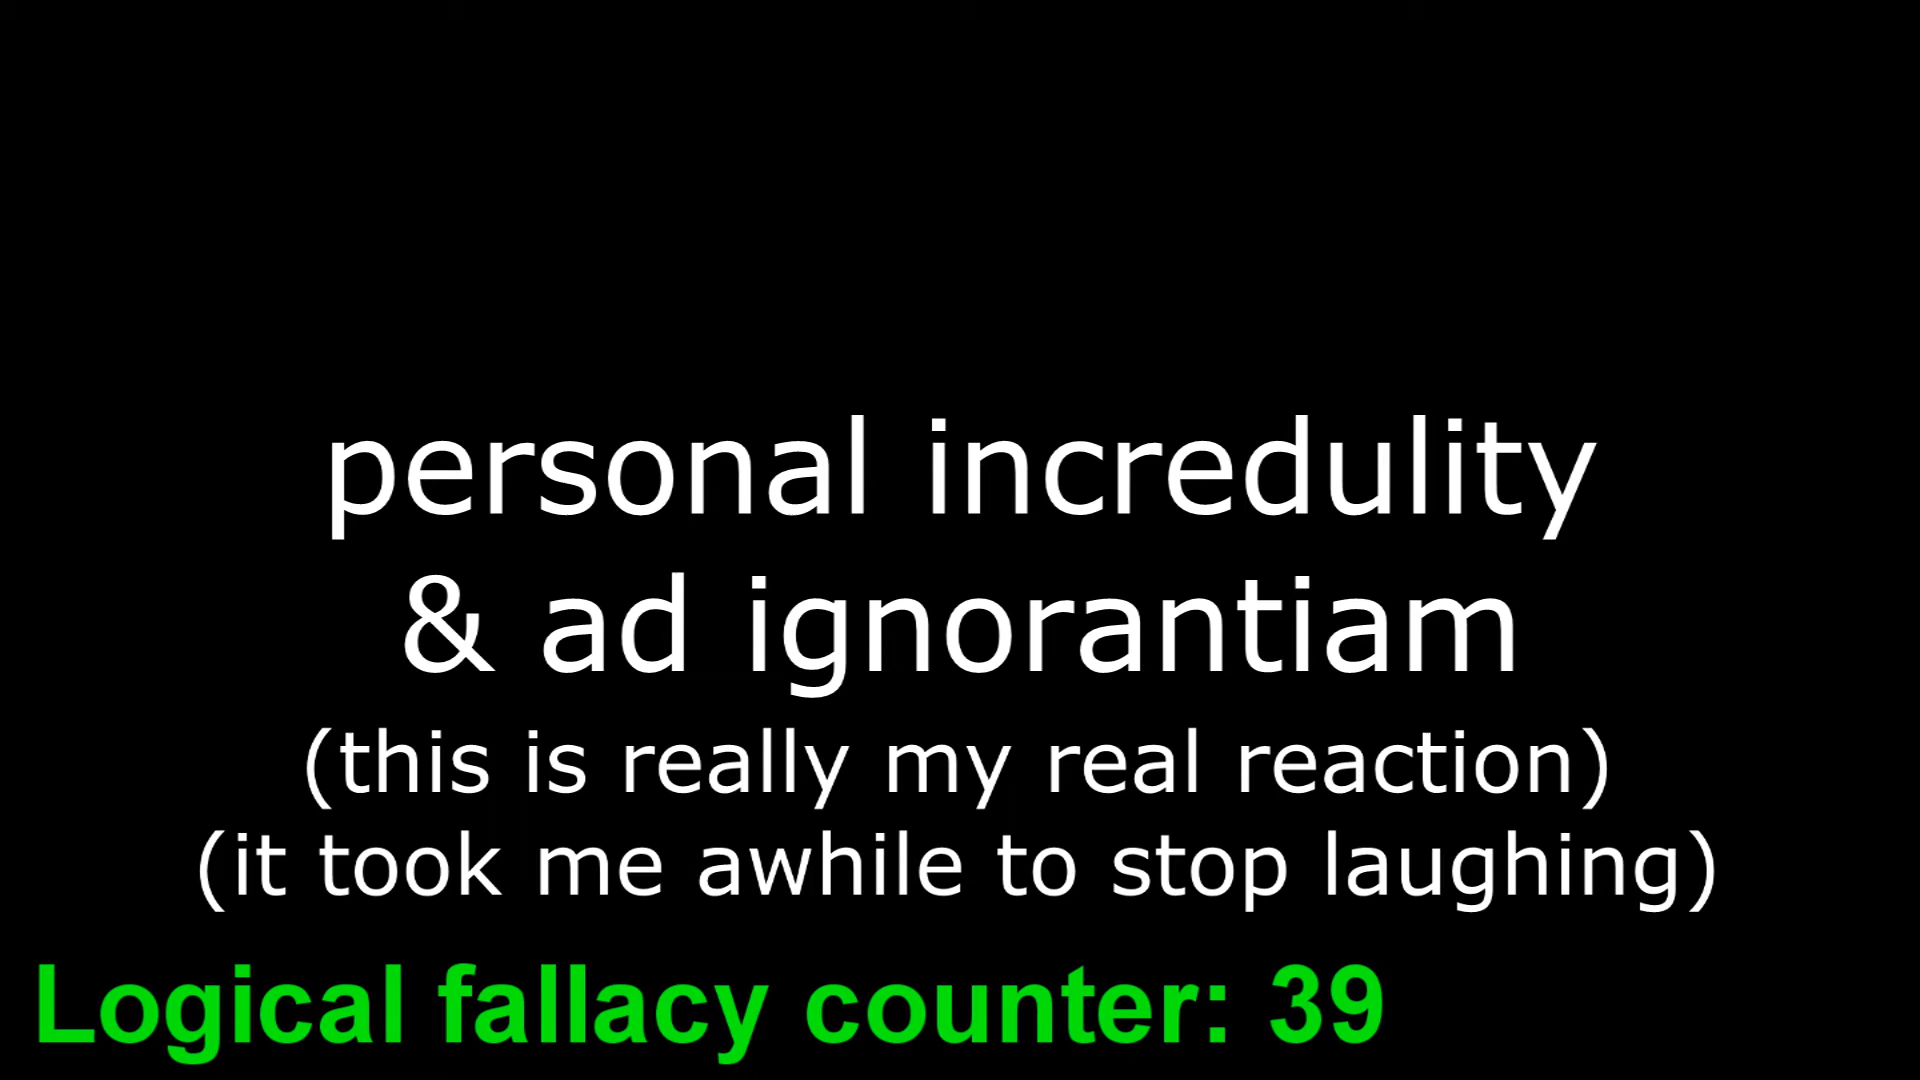 personal incredulity
& ad ignorantiam
(this is really my real reaction)
(it took me awhile to stop laughing)
Logical fallacy counter: 39